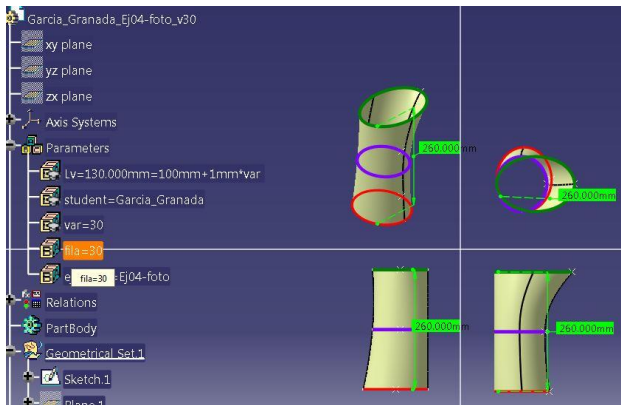 Garcia_Granada_Ej04-foto_v30
xy plane
yz plane
zx plane
Axis Systems
Parameters
Lv=130.000mm=100mm+1mm*var
student=Garcia_Granada
var=30
fila=30
fila=30
=Ej04-foto
Relations
PartBody
Geometrical Set.1
Sketch.1
Plane.1
260.000mm
260.000mm
260.000mm
260.000mm